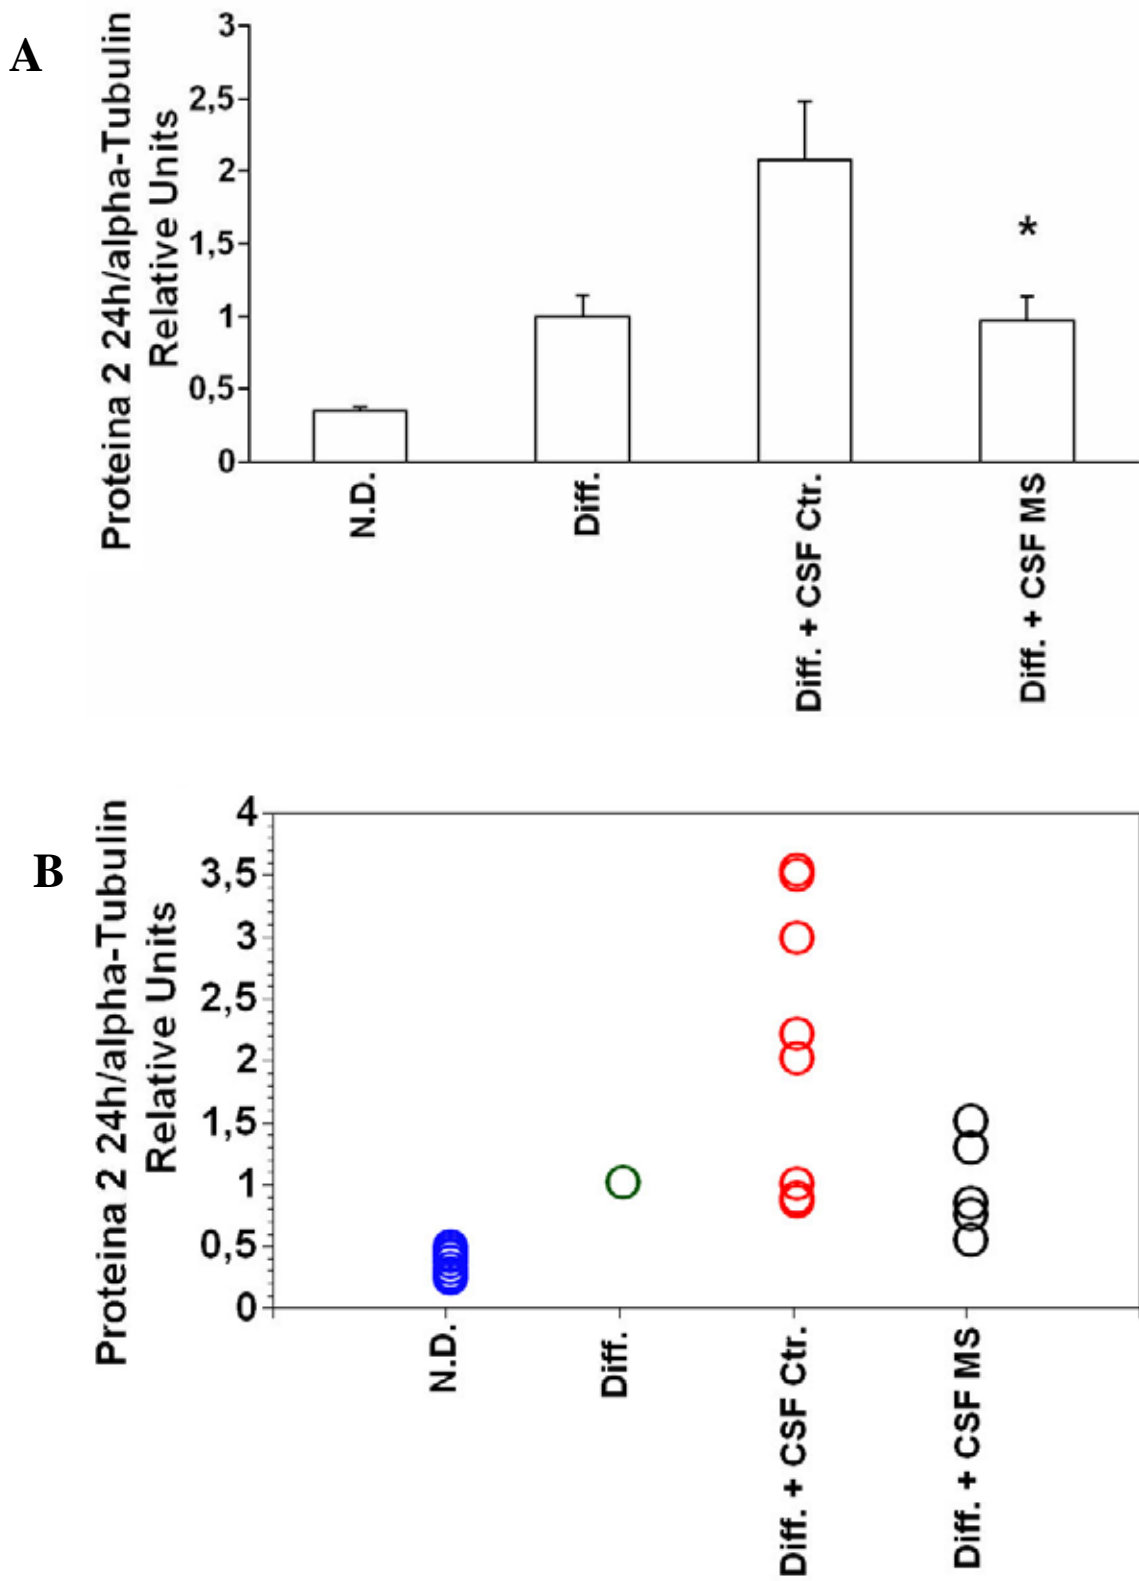 A
Proteina 2 24h/alpha-Tubulin
Relative Units
3
2,5
2
1,5
1
0,5
0
*
N.D.
Diff.
Diff. + CSF Ctr.
Diff. + CSF MS
B
Proteina 2 24h/alpha-Tubulin
Relative Units
4
3,5
3
2,5
2
1,5
1
0,5
0
N.D.
Diff.
Diff. + CSF Ctr.
Diff. + CSF MS